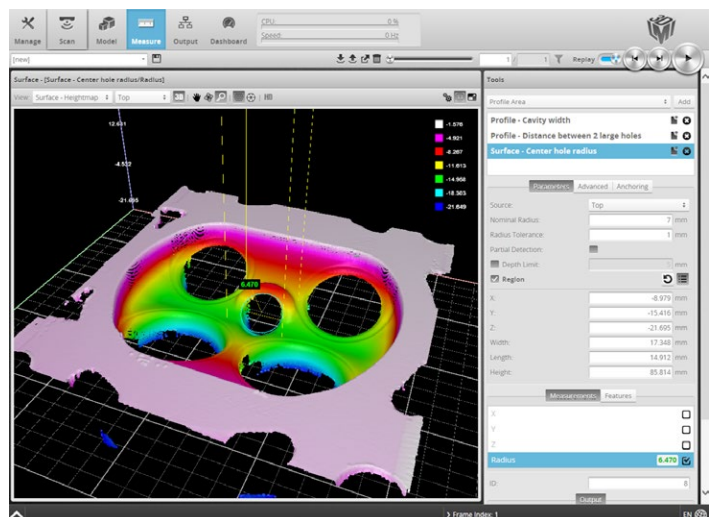 Manage
Scan
Model
Measure
Output
Dashboard
CPU:
0 %
Speed:
0 Hz
[new]
1 / 1
Replay
Surface - [Surface - Center hole radius/Radius]
View:
Surface - Heightmap
Top
12.631
-4.532
-21.695
6.470
-1.576
-4.921
-8.267
-11.613
-14.958
-18.303
-21.649
Tools
Profile Area
Add
Profile - Cavity width
Profile - Distance between 2 large holes
Surface - Center hole radius
Parameters
Advanced
Anchoring
Source:
Top
Nominal Radius:
7 mm
Radius Tolerance:
1 mm
Partial Detection:
Depth Limit:
mm
Region
X:
-8.979 mm
Y:
-15.416 mm
Z:
-21.695 mm
Width:
17.348 mm
Length:
14.912 mm
Height:
85.814 mm
Measurements
Features
X
Y
Z
Radius
6.470
ID:
8
Output
Frame Index: 1
EN